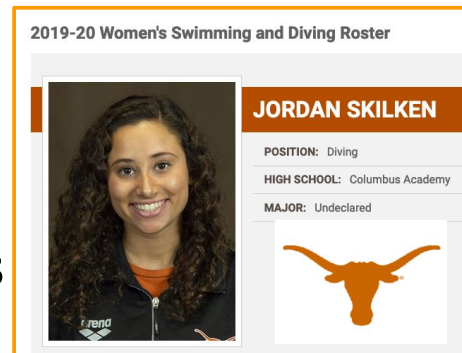 2019-20 Women's Swimming and Diving Roster
JORDAN SKILKEN
POSITION: Diving
HIGH SCHOOL: Columbus Academy
MAJOR: Undeclared
arena